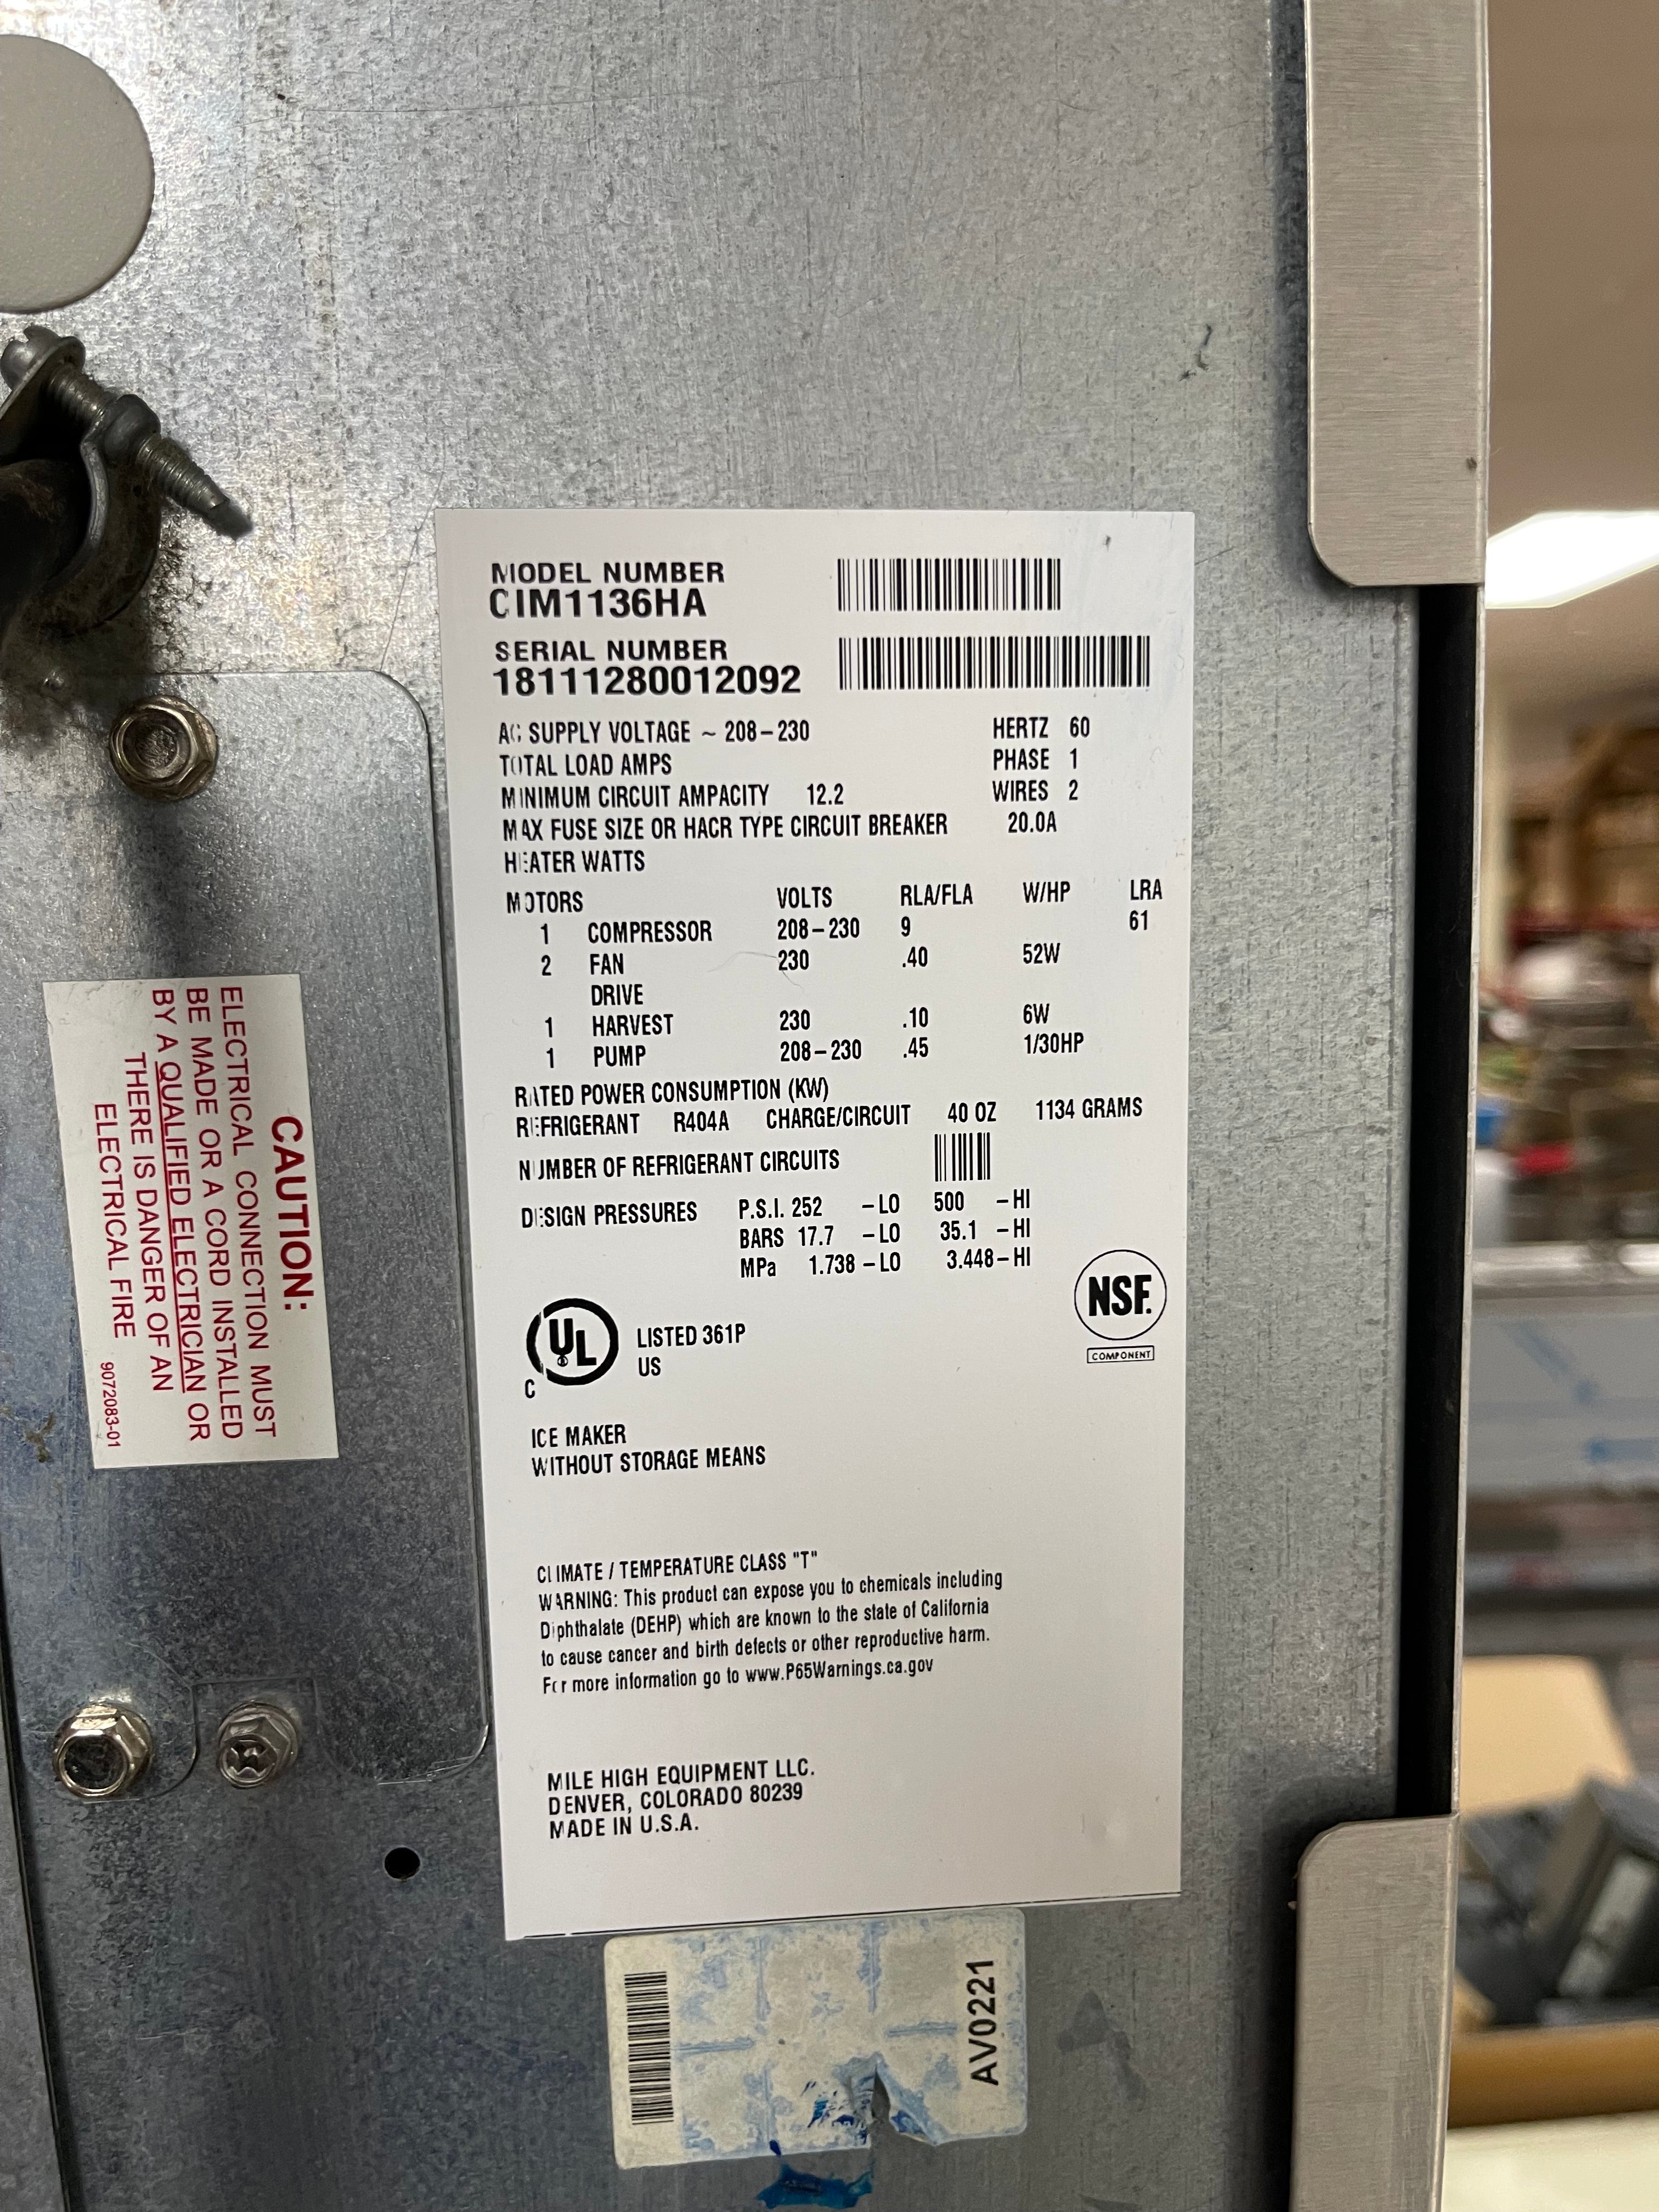 MODEL NUMBER
CIM1136HA
SERIAL NUMBER
18111280012092
AC SUPPLY VOLTAGE ~ 208-230 HERTZ 60
TOTAL LOAD AMPS PHASE 1
MINIMUM CIRCUIT AMPACITY 12.2 WIRES 2
MAX FUSE SIZE OR HACR TYPE CIRCUIT BREAKER 20.0A
HEATER WATTS
MOTORS VOLTS RLA/FLA W/HP LRA
1 COMPRESSOR 208-230 9 61
2 FAN 230 .40 52W
DRIVE
1 HARVEST 230 .10 6W
1 PUMP 208-230 .45 1/30HP
RATED POWER CONSUMPTION (KW)
REFRIGERANT R404A CHARGE/CIRCUIT 40 OZ 1134 GRAMS
NUMBER OF REFRIGERANT CIRCUITS
DESIGN PRESSURES P.S.I. 252 -LO 500 -HI
BARS 17.7 -LO 35.1 -HI
MPa 1.738 -LO 3.448-HI
C UL LISTED 361P
US
NSF.
COMPONENT
ICE MAKER
WITHOUT STORAGE MEANS
CLIMATE / TEMPERATURE CLASS "T"
WARNING: This product can expose you to chemicals including
Diphthalate (DEHP) which are known to the state of California
to cause cancer and birth defects or other reproductive harm.
For more information go to www.P65Warnings.ca.gov
MILE HIGH EQUIPMENT LLC.
DENVER, COLORADO 80239
MADE IN U.S.A.
CAUTION:
ELECTRICAL CONNECTION MUST
BE MADE OR A CORD INSTALLED
BY A QUALIFIED ELECTRICIAN OR
THERE IS DANGER OF AN
ELECTRICAL FIRE
9072083-01
AV0221